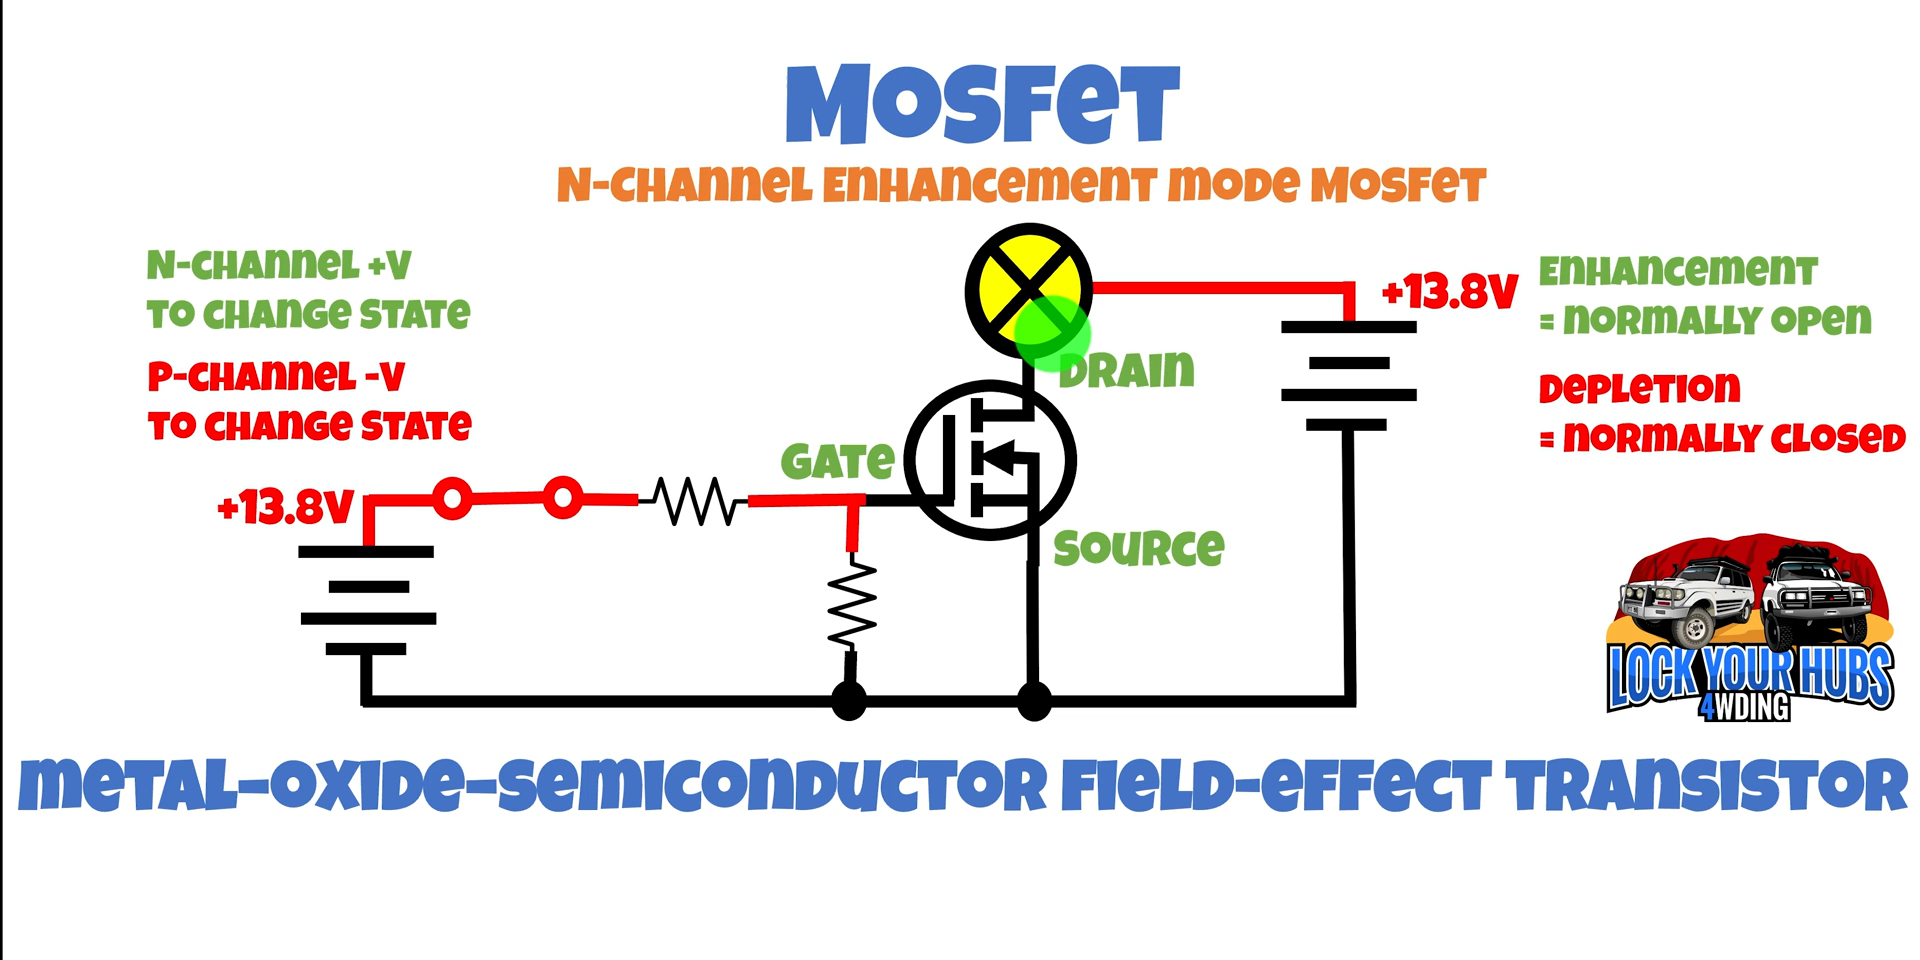 MOSFET
N-CHANNEL ENHANCEMENT MODE MOSFET
N-CHANNEL +V
TO CHANGE STATE
P-CHANNEL -V
TO CHANGE STATE
+13.8V
ENHANCEMENT
= NORMALLY OPEN
DEPLETION
= NORMALLY CLOSED
DRAIN
GATE
+13.8V
SOURCE
LOCK YOUR HUBS
4WDING
METAL-OXIDE-SEMICONDUCTOR FIELD-EFFECT TRANSISTOR